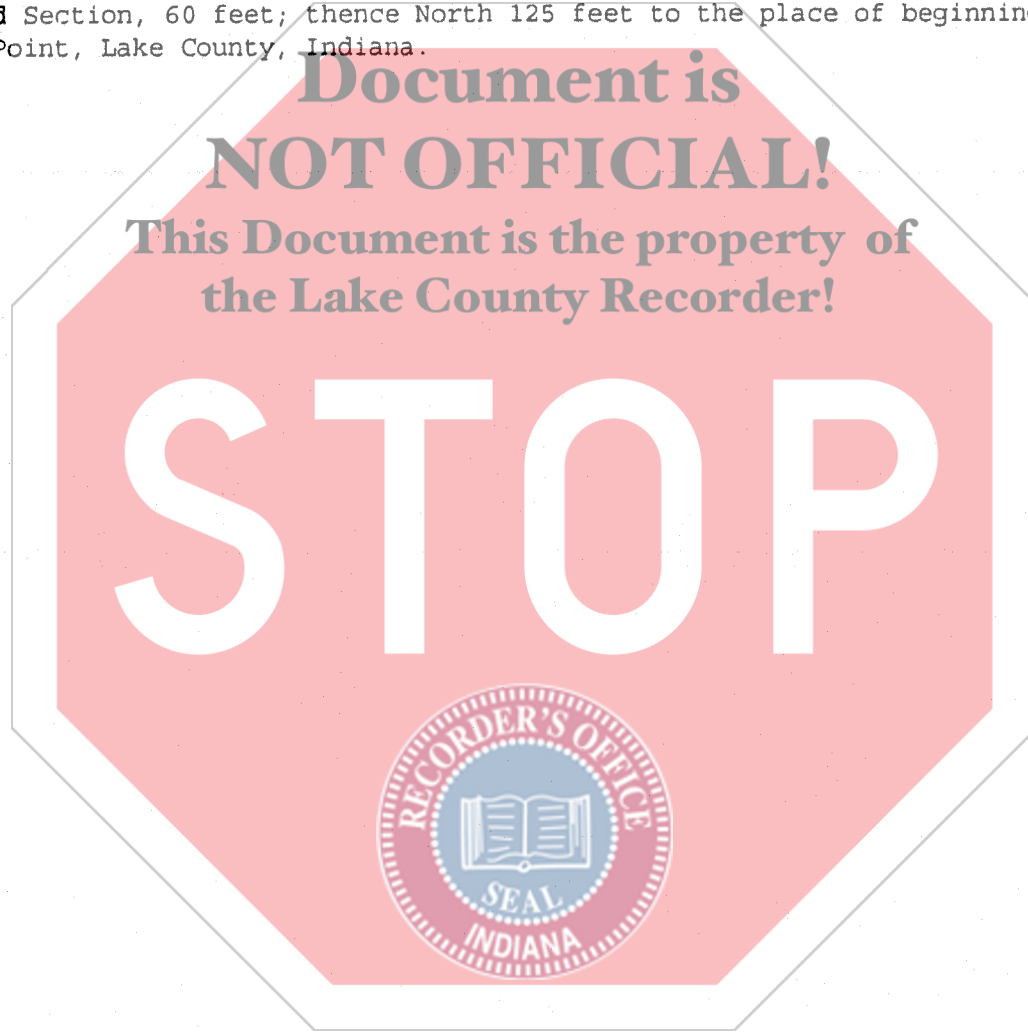 Section, 60 feet; thence North 125 feet to the place of
Point, Lake County, Indiana.
Document is
NOT OFFICIAL!
This Document is the property of
the Lake County Recorder!
STOP
RECORDER'S OFFICE
SEAL
INDIANA